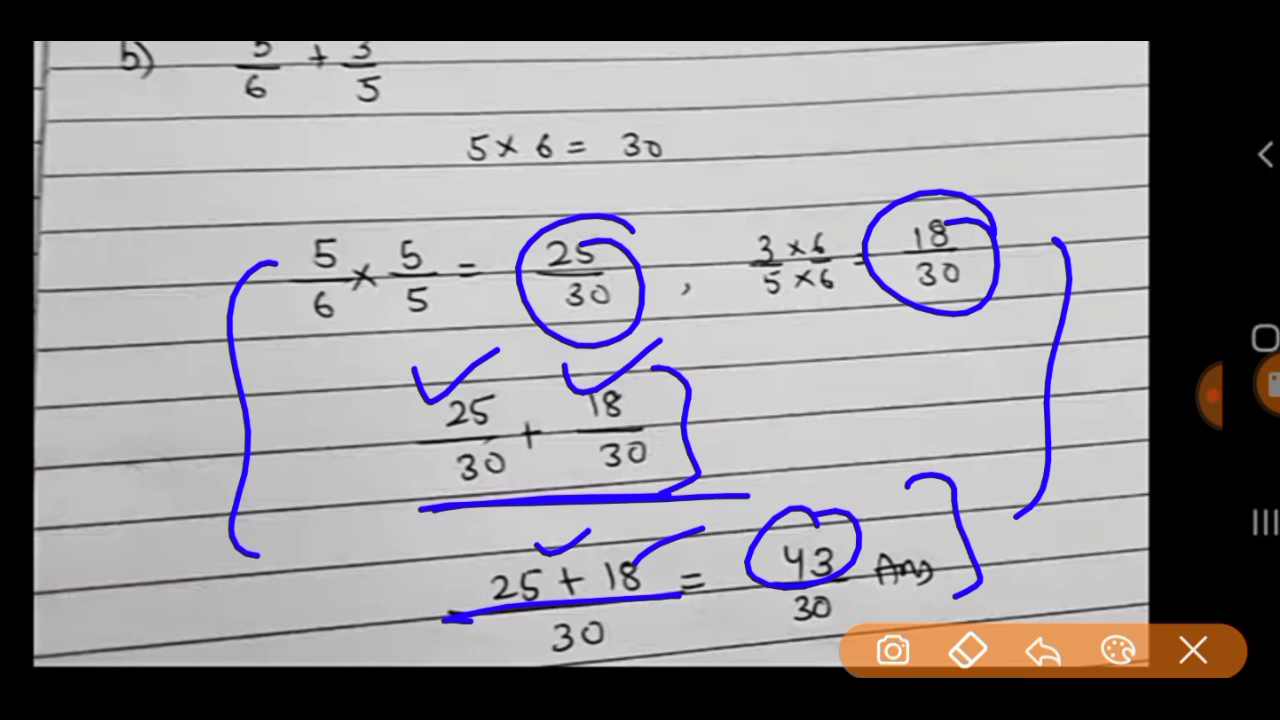 b) 5/6 + 3/5
5 × 6 = 30
5/6 × 5/5 = 25/30 , 3 × 6/5 × 6 = 18/30
25/30 + 18/30
= 25 + 18/30 = 43/30 Ans